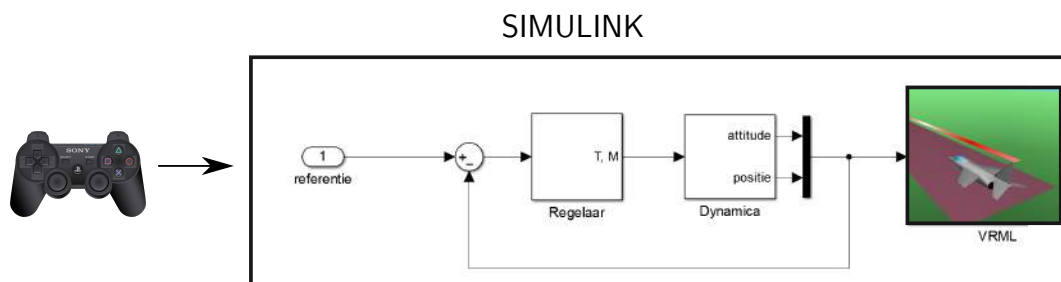 SIMULINK
SONY
1
referentie
+
-
T, M
Regelaar
attitude
positie
Dynamica
VRML